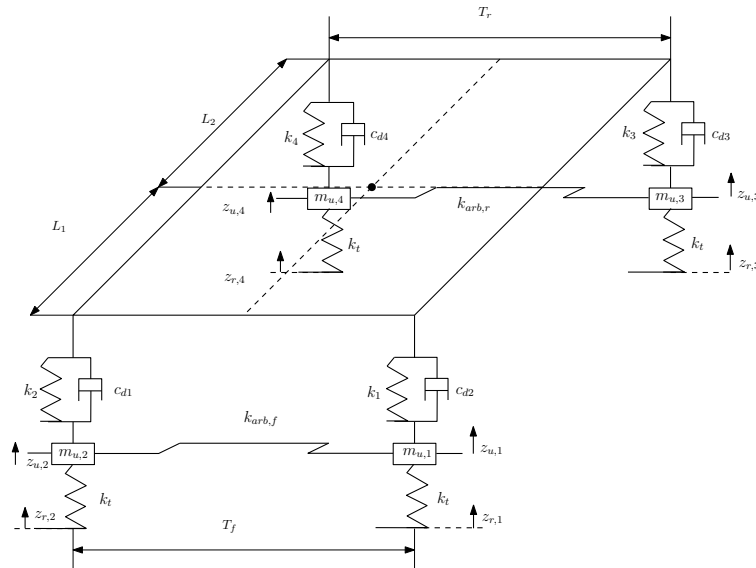 T_r
L_2
k_4
c_{d4}
k_3
c_{d3}
L_1
z_{u,4}
m_{u,4}
k_{arb,r}
m_{u,3}
z_{u,3}
k_t
k_t
z_{r,4}
z_{r,3}
k_2
c_{d1}
k_1
c_{d2}
k_{arb,f}
z_{u,2}
m_{u,2}
m_{u,1}
z_{u,1}
k_t
k_t
z_{r,2}
z_{r,1}
T_f